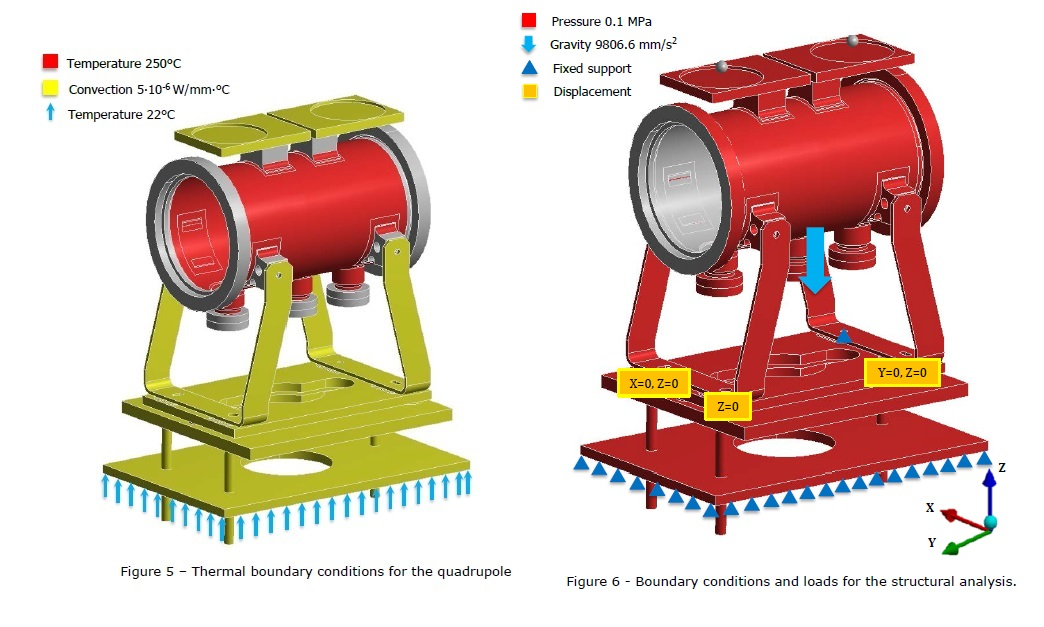 Temperature 250ºC
Convection 5·10-6 W/mm·ºC
Temperature 22ºC
Figure 5 – Thermal boundary conditions for the quadrupole
Pressure 0.1 MPa
Gravity 9806.6 mm/s2
Fixed support
Displacement
X=0, Z=0
Y=0, Z=0
Z=0
Z
X
Y
Figure 6 - Boundary conditions and loads for the structural analysis.